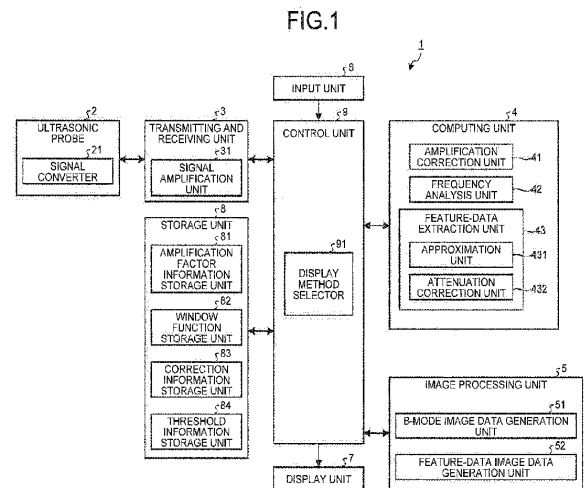 FIG.1
1
6
INPUT UNIT
2
ULTRASONIC
PROBE
21
SIGNAL
CONVERTER
3
TRANSMITTING AND
RECEIVING UNIT
31
SIGNAL
AMPLIFICATION
UNIT
9
CONTROL UNIT
91
DISPLAY
METHOD
SELECTOR
4
COMPUTING UNIT
AMPLIFICATION
CORRECTION UNIT
41
FREQUENCY
ANALYSIS UNIT
42
FEATURE-DATA
EXTRACTION UNIT
43
APPROXIMATION
UNIT
431
ATTENUATION
CORRECTION UNIT
432
8
STORAGE UNIT
81
AMPLIFICATION
FACTOR
INFORMATION
STORAGE UNIT
82
WINDOW
FUNCTION
STORAGE UNIT
83
CORRECTION
INFORMATION
STORAGE UNIT
84
THRESHOLD
INFORMATION
STORAGE UNIT
5
IMAGE PROCESSING UNIT
51
B-MODE IMAGE DATA GENERATION
UNIT
52
FEATURE-DATA IMAGE DATA
GENERATION UNIT
7
DISPLAY UNIT